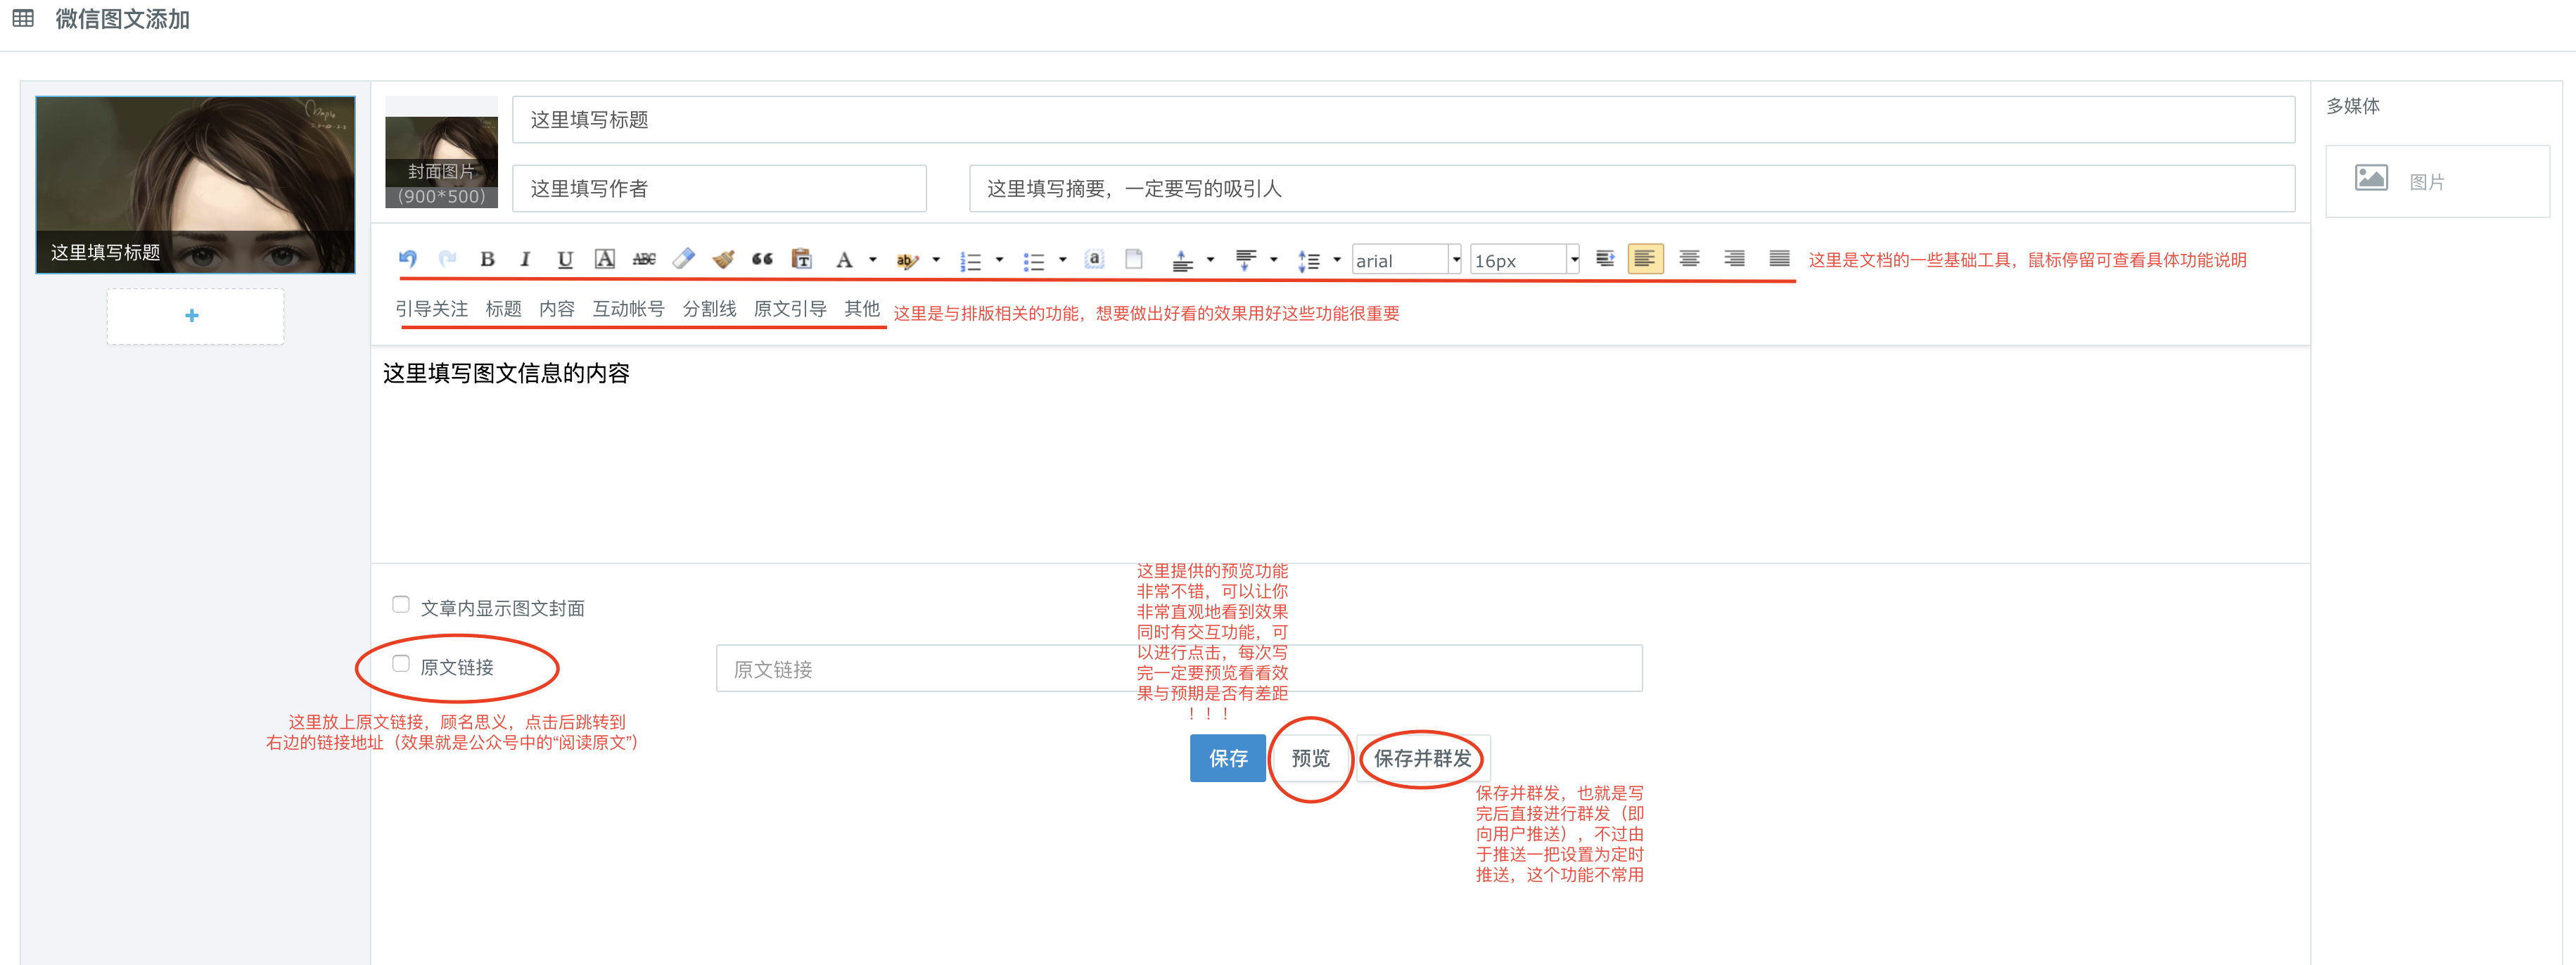 微信图文添加
这里填写标题
+
封面图片
(900*500)
这里填写标题
这里填写作者
这里填写摘要，一定要写的吸引人
多媒体
图片
B I U A ABC
arial
16px
这里是文档的一些基础工具，鼠标停留可查看具体功能说明
引导关注 标题 内容 互动帐号 分割线 原文引导 其他
这里是与排版相关的功能，想要做出好看的效果用好这些功能很重要
这里填写图文信息的内容
文章内显示图文封面
原文链接
原文链接
这里放上原文链接，顾名思义，点击后跳转到
右边的链接地址（效果就是公众号中的“阅读原文”）
这里提供的预览功能
非常不错，可以让你
非常直观地看到效果
同时有交互功能，可
以进行点击，每次写
完一定要预览看看效
果与预期是否有差距
！！！
保存
预览
保存并群发
保存并群发，也就是写
完后直接进行群发（即
向用户推送），不过由
于推送一把设置为定时
推送，这个功能不常用